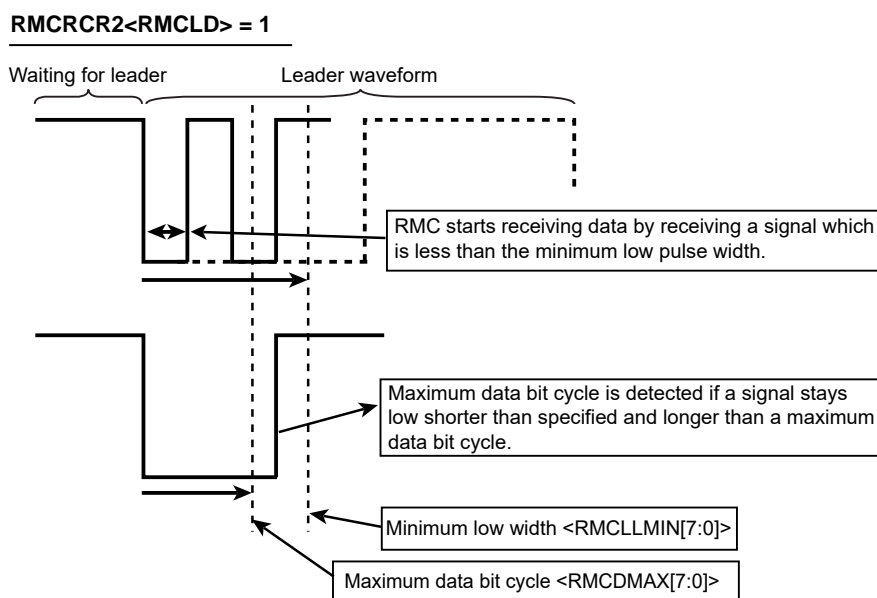 RMCRCR2<RMCLD> = 1
Waiting for leader
Leader waveform
RMC starts receiving data by receiving a signal which
is less than the minimum low pulse width.
Maximum data bit cycle is detected if a signal stays
low shorter than specified and longer than a maximum
data bit cycle.
Minimum low width <RMCLLMIN[7:0]>
Maximum data bit cycle <RMCDMAX[7:0]>